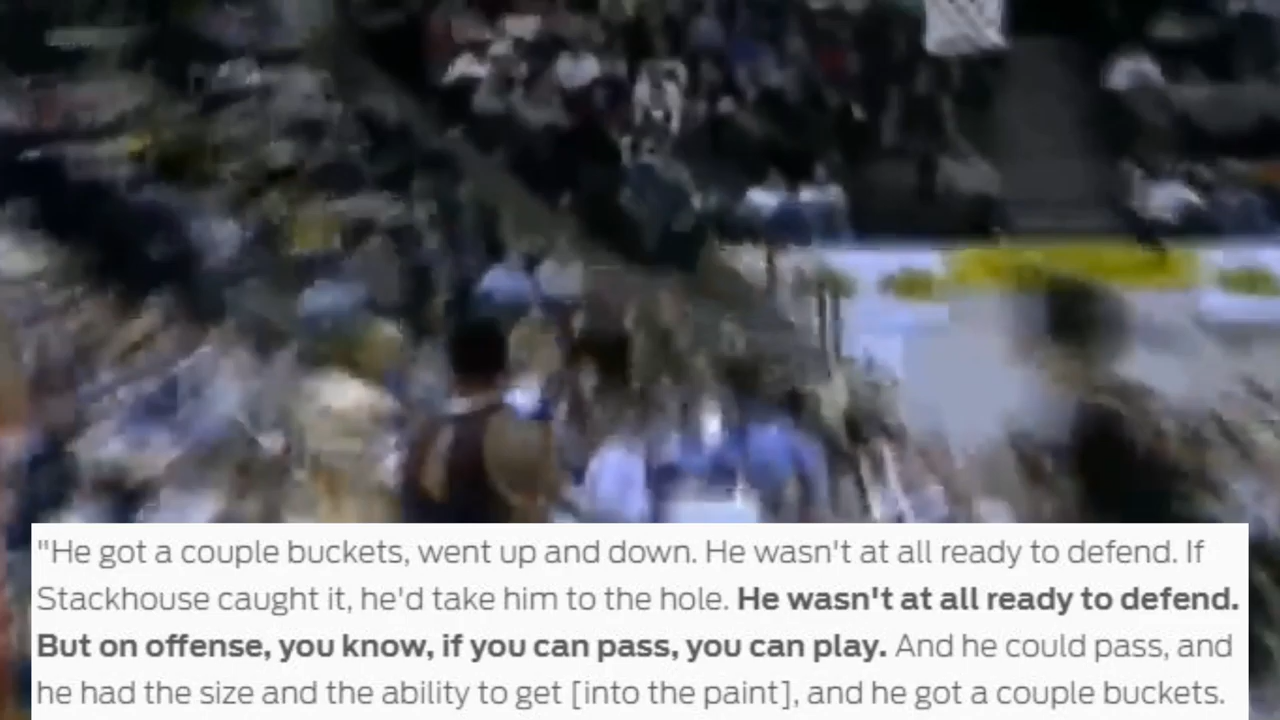 "He got a couple buckets, went up and down. He wasn't at all ready to defend. If
Stackhouse caught it, he'd take him to the hole. He wasn't at all ready to defend.
But on offense, you know, if you can pass, you can play. And he could pass, and
he had the size and the ability to get [into the paint], and he got a couple buckets.